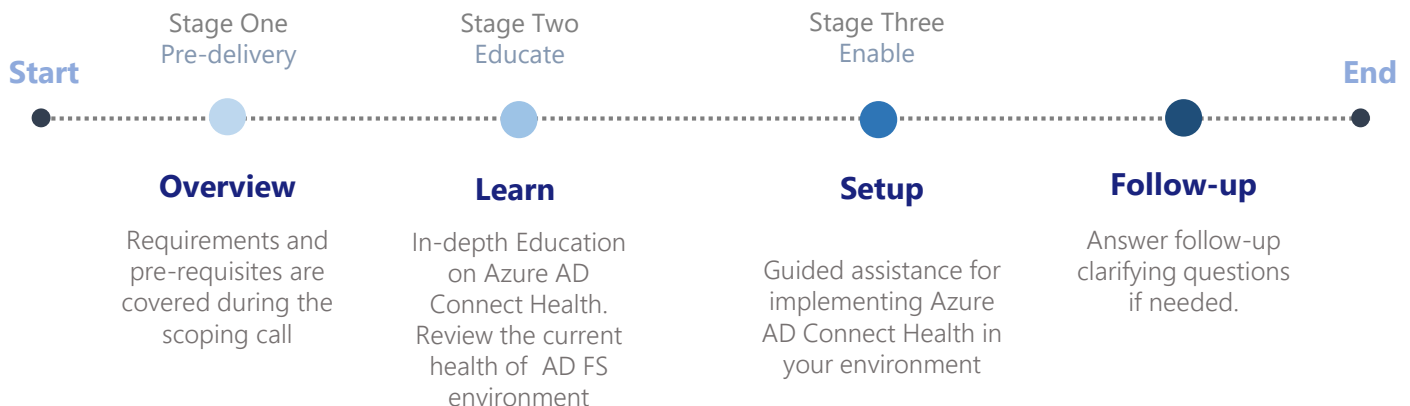 Stage One
Pre-delivery
Stage Two
Educate
Stage Three
Enable
Start
End
Overview
Requirements and
pre-requisites are
covered during the
scoping call
Learn
In-depth Education
on Azure AD
Connect Health.
Review the current
health of AD FS
environment
Setup
Guided assistance for
implementing Azure
AD Connect Health in
your environment
Follow-up
Answer follow-up
clarifying questions
if needed.